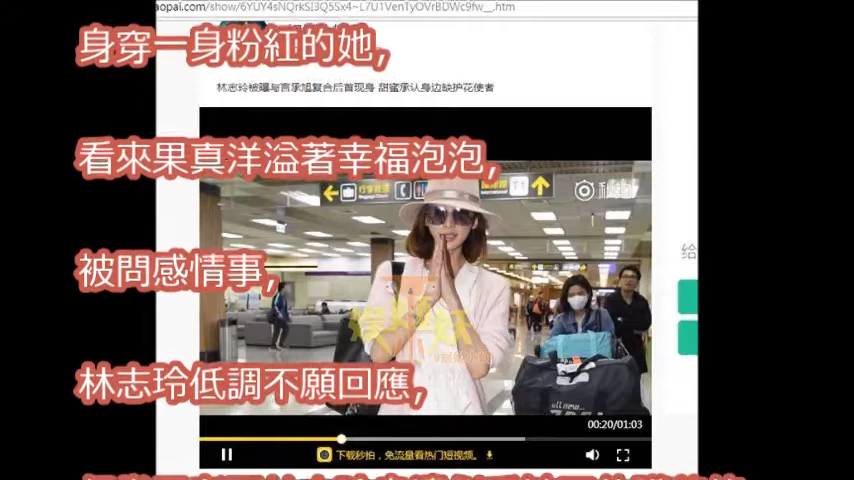 aopai.com/show/6YUY4sNQrkSI3Q5Sx4~L7U1VenTyOVrBDWc9fw__.htm
身穿一身粉紅的她，
林志玲被曝与言承旭复合后首现身 甜蜜承认身边缺护花使者
看來果真洋溢著幸福泡泡，
T1
给
被問感情事，
林志玲低調不願回應，
all new...
00:20/01:03
下载秒拍，免流量看热门短视频。